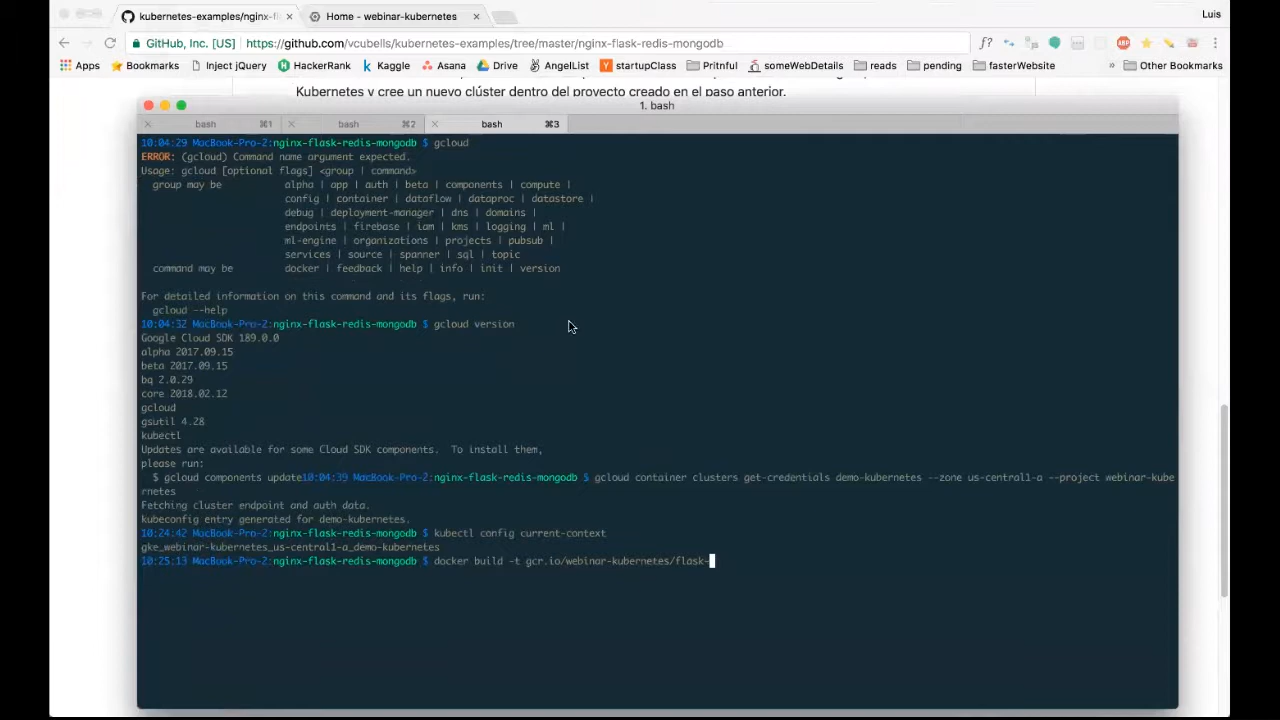 kubernetes-examples/nginx-fl
Home - webinar-kubernetes
Luis
GitHub, Inc. [US] https://github.com/vcubells/kubernetes-examples/tree/master/nginx-flask-redis-mongodb
Apps Bookmarks Inject jQuery HackerRank Kaggle Asana Drive AngelList startupClass Pritnful someWebDetails reads pending fasterWebsite » Other Bookmarks
Kubernetes y cree un nuevo clúster dentro del proyecto creado en el paso anterior.
1. bash
bash ⌘1 bash ⌘2 bash ⌘3
10:04:29 MacBook-Pro-2:nginx-flask-redis-mongodb $ gcloud
ERROR: (gcloud) Command name argument expected.
Usage: gcloud [optional flags] <group | command>
group may be alpha | app | auth | beta | components | compute |
config | container | dataflow | dataproc | datastore |
debug | deployment-manager | dns | domains |
endpoints | firebase | iam | kms | logging | ml |
ml-engine | organizations | projects | pubsub |
services | source | spanner | sql | topic
command may be docker | feedback | help | info | init | version
For detailed information on this command and its flags, run:
gcloud --help
10:04:32 MacBook-Pro-2:nginx-flask-redis-mongodb $ gcloud version
Google Cloud SDK 189.0.0
alpha 2017.09.15
beta 2017.09.15
bq 2.0.29
core 2018.02.12
gcloud
gsutil 4.28
kubectl
Updates are available for some Cloud SDK components. To install them,
please run:
$ gcloud components update10:04:39 MacBook-Pro-2:nginx-flask-redis-mongodb $ gcloud container clusters get-credentials demo-kubernetes --zone us-central1-a --project webinar-kube
rnetes
Fetching cluster endpoint and auth data.
kubeconfig entry generated for demo-kubernetes.
10:24:42 MacBook-Pro-2:nginx-flask-redis-mongodb $ kubectl config current-context
gke_webinar-kubernetes_us-central1-a_demo-kubernetes
10:25:13 MacBook-Pro-2:nginx-flask-redis-mongodb $ docker build -t gcr.io/webinar-kubernetes/flask-